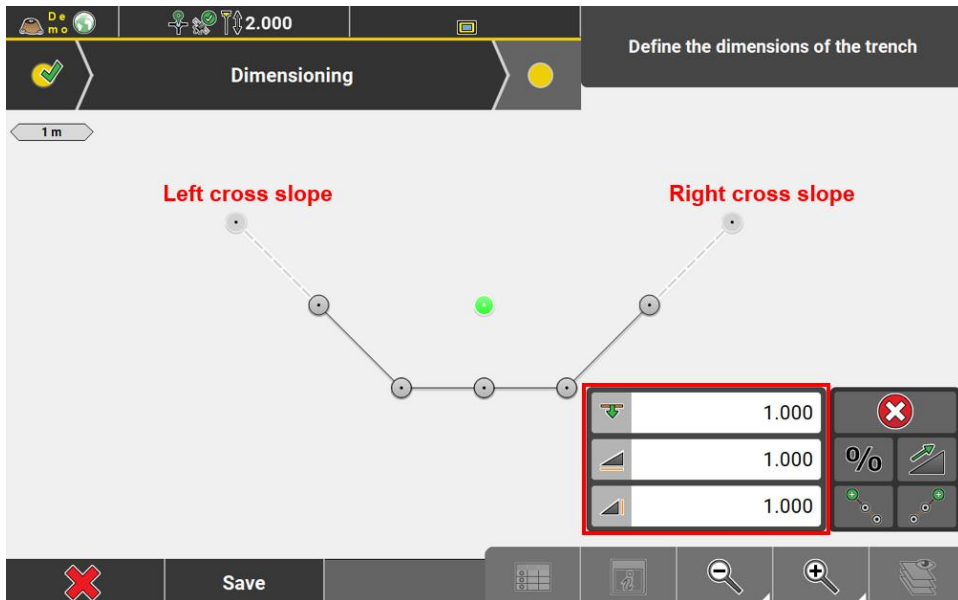 De
mo
2.000
Define the dimensions of the trench
Dimensioning
1 m
Left cross slope
Right cross slope
1.000
1.000
%
1.000
Save